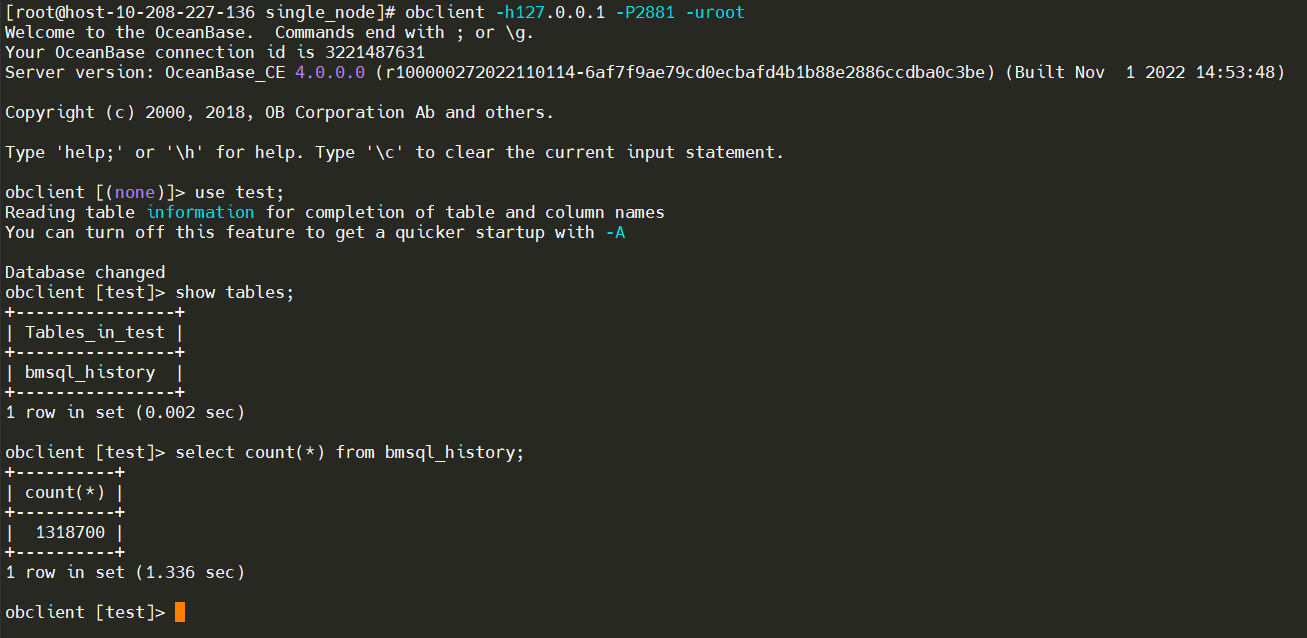 [root@host-10-208-227-136 single_node]# obclient -h127.0.0.1 -P2881 -uroot
Welcome to the OceanBase.  Commands end with ; or \g.
Your OceanBase connection id is 3221487631
Server version: OceanBase_CE 4.0.0.0 (r100000272022110114-6af7f9ae79cd0ecbafd4b1b88e2886ccdba0c3be) (Built Nov  1 2022 14:53:48)
Copyright (c) 2000, 2018, OB Corporation Ab and others.
Type 'help;' or '\h' for help. Type '\c' to clear the current input statement.
obclient [(none)]> use test;
Reading table information for completion of table and column names
You can turn off this feature to get a quicker startup with -A
Database changed
obclient [test]> show tables;
+----------------+
| Tables_in_test |
+----------------+
| bmsql_history  |
+----------------+
1 row in set (0.002 sec)
obclient [test]> select count(*) from bmsql_history;
+----------+
| count(*) |
+----------+
|  1318700 |
+----------+
1 row in set (1.336 sec)
obclient [test]>